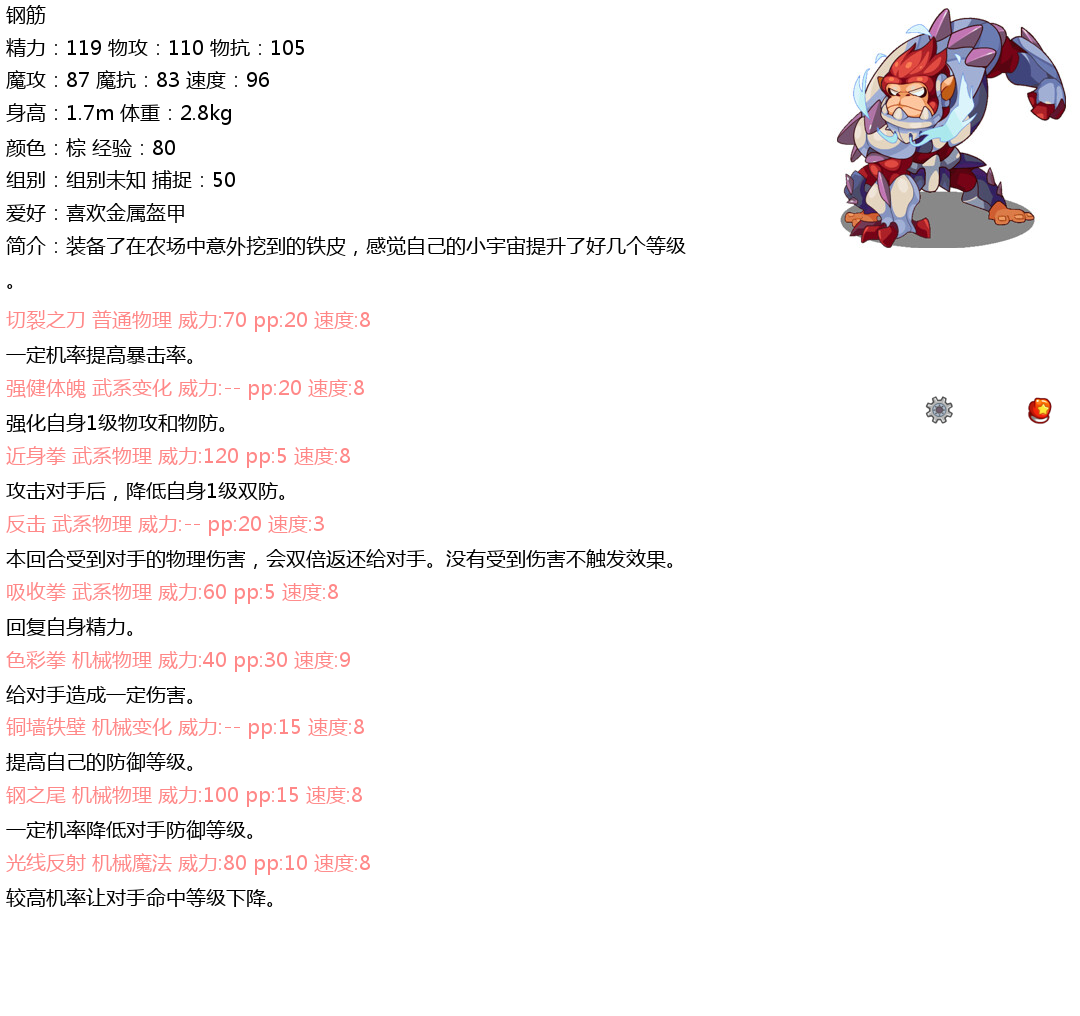 钢筋
精力：119 物攻：110 物抗：105
魔攻：87 魔抗：83 速度：96
身高：1.7m 体重：2.8kg
颜色：棕 经验：80
组别：组别未知 捕捉：50
爱好：喜欢金属盔甲
简介：装备了在农场中意外挖到的铁皮，感觉自己的小宇宙提升了好几个等级
。
切裂之刀 普通物理 威力:70 pp:20 速度:8
一定机率提高暴击率。
强健体魄 武系变化 威力:-- pp:20 速度:8
强化自身1级物攻和物防。
近身拳 武系物理 威力:120 pp:5 速度:8
攻击对手后，降低自身1级双防。
反击 武系物理 威力:-- pp:20 速度:3
本回合受到对手的物理伤害，会双倍返还给对手。没有受到伤害不触发效果。
吸收拳 武系物理 威力:60 pp:5 速度:8
回复自身精力。
色彩拳 机械物理 威力:40 pp:30 速度:9
给对手造成一定伤害。
铜墙铁壁 机械变化 威力:-- pp:15 速度:8
提高自己的防御等级。
钢之尾 机械物理 威力:100 pp:15 速度:8
一定机率降低对手防御等级。
光线反射 机械魔法 威力:80 pp:10 速度:8
较高机率让对手命中等级下降。